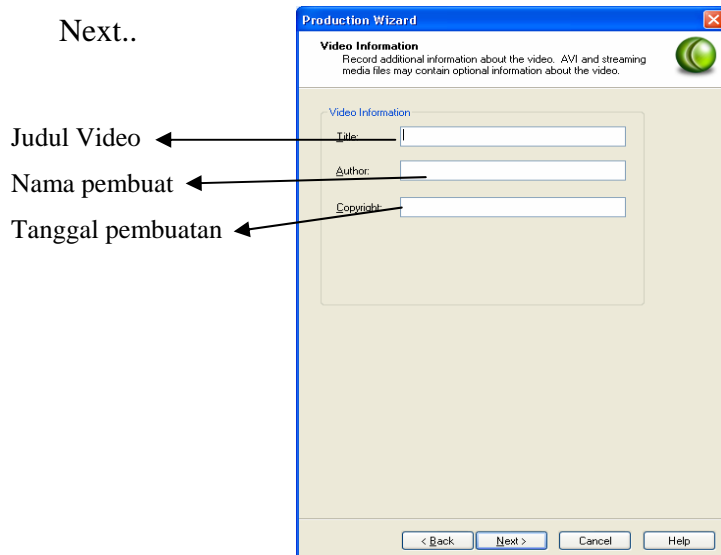 Next..
Production Wizard
Video Information
Record additional information about the video. AVI and streaming
media files may contain optional information about the video.
Video Information
Judul Video
Title:
Nama pembuat
Author:
Tanggal pembuatan
Copyright:
< Back
Next >
Cancel
Help